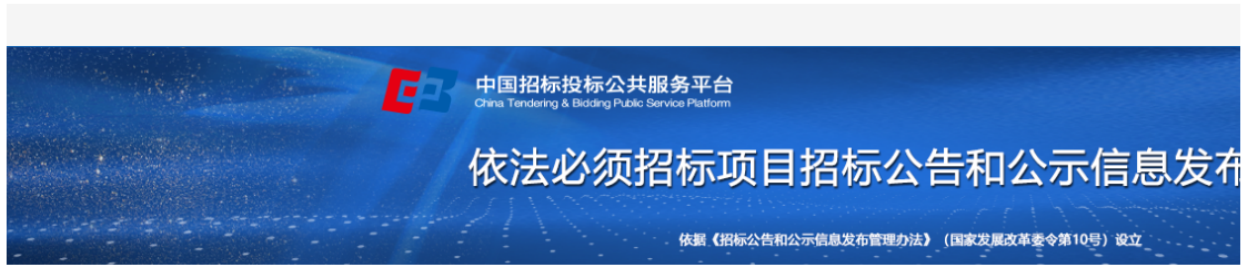 中国招标投标公共服务平台
China Tendering & Bidding Public Service Platform
依法必须招标项目招标公告和公示信息发布
依据《招标公告和公示信息发布管理办法》（国家发展改革委令第10号）设立